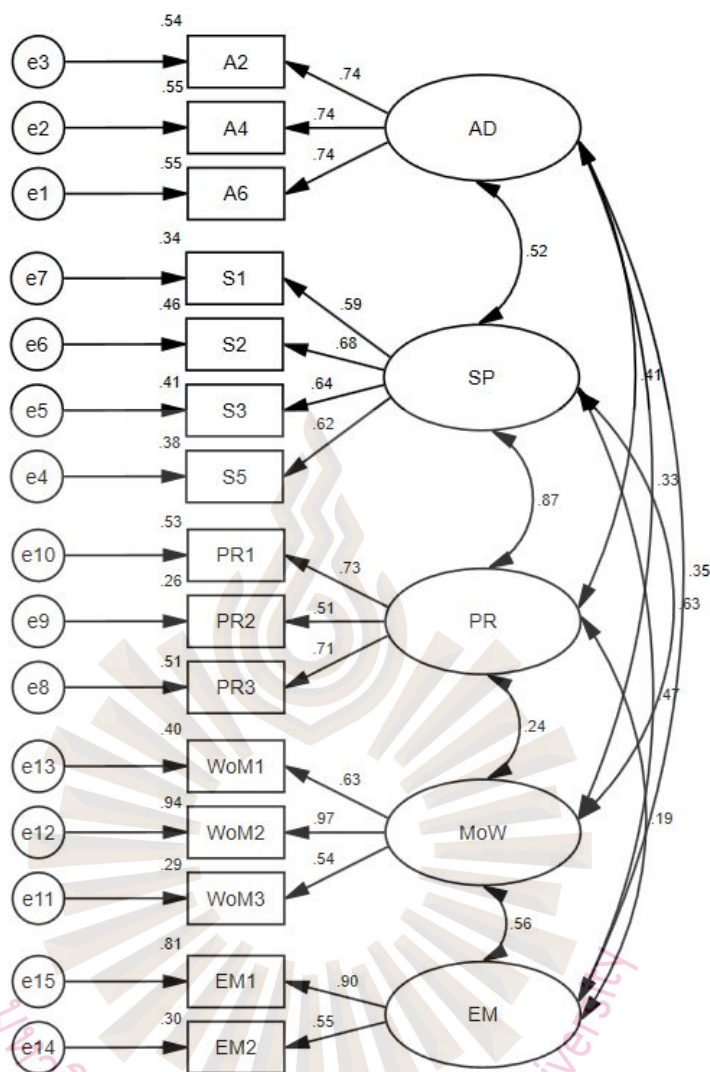 .54
e3 A2 .74
.55
e2 A4 .74 AD
.55 .74
e1 A6
.52
.34
e7 S1 .59
.46
e6 S2 .68
.41 SP .41
e5 S3 .64
.38 .62 .33
e4 S5
.87
.53
e10 PR1 .73 .35
.26 .63
e9 PR2 .51 PR
.51 .71
e8 PR3
.47
.40 .24
e13 WoM1 .63
.94 .19
e12 WoM2 .97 MoW
.29 .54
e11 WoM3
.56
.81
e15 EM1 .90
.30 EM
e14 EM2 .55